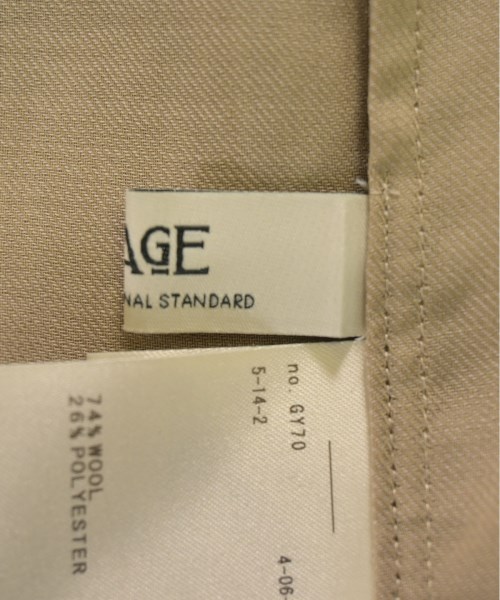 AGE
NAL STANDARD
no. GY70
5-14-2
4-06-
74% WOOL
26% POLYESTER